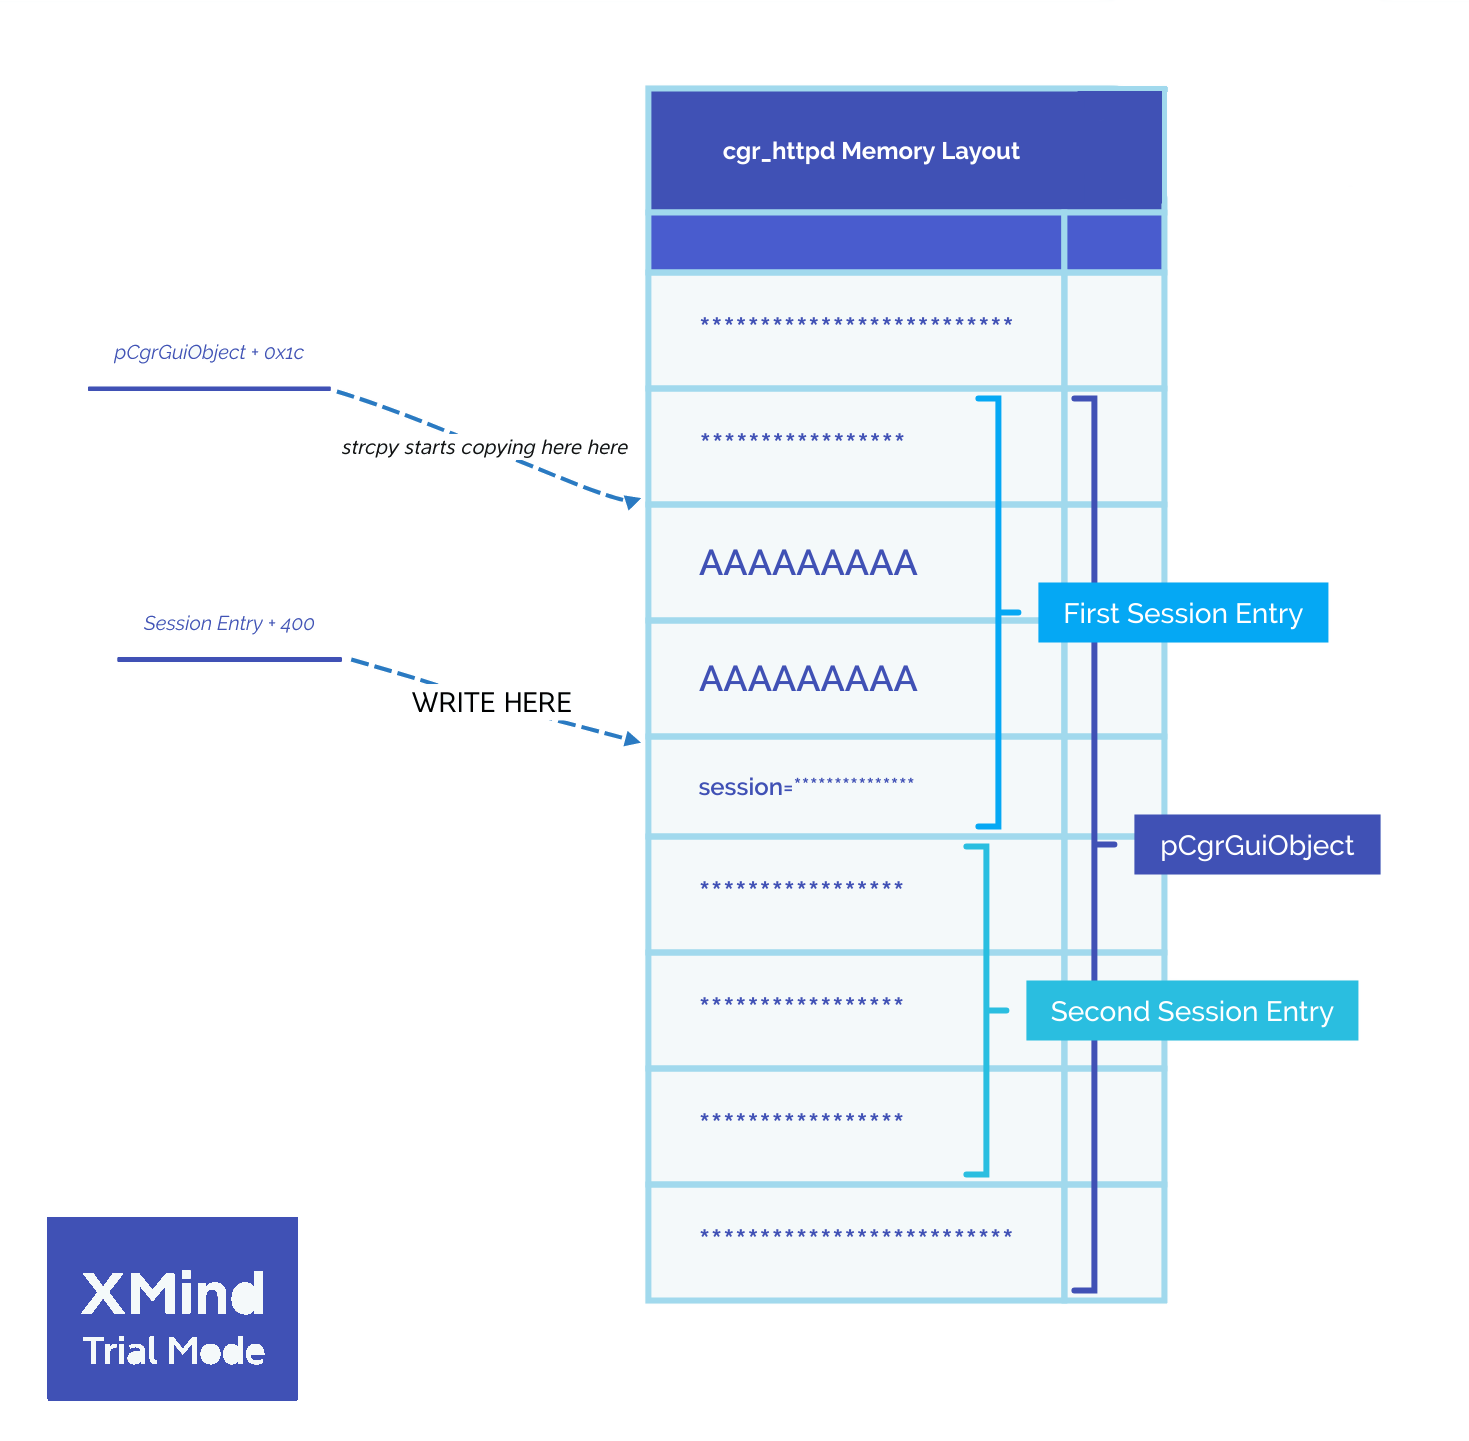 cgr_httpd Memory Layout
**************************
pCgrGuiObject + 0x1c
strcpy starts copying here here
*****************
AAAAAAAAA
First Session Entry
Session Entry + 400
WRITE HERE
AAAAAAAAA
session=***************
pCgrGuiObject
*****************
*****************
Second Session Entry
*****************
**************************
XMind
Trial Mode